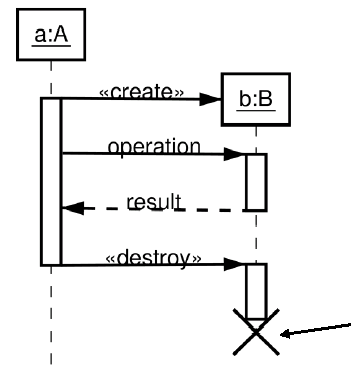 a:A
«create»
b:B
operation
result
«destroy»